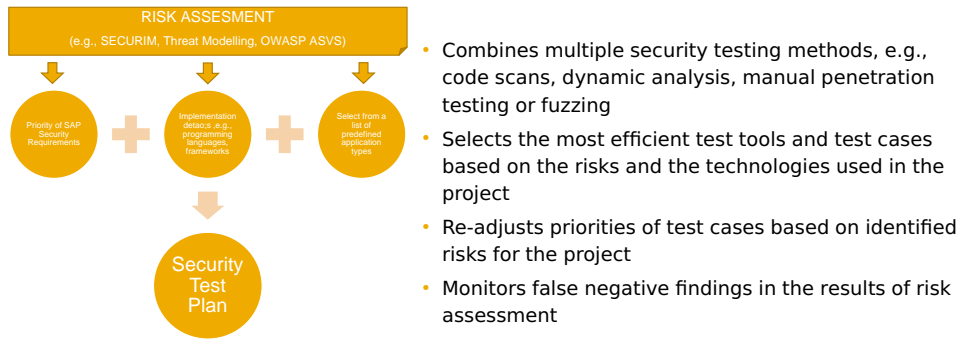 RISK ASSESMENT
(e.g., SECURIM, Threat Modelling, OWASP ASVS)
Priority of SAP
Security
Requirements
Implementation
detao;s ,e.g.,
programming
languages,
frameworks
Select from a
list of
predefined
application
types
Security
Test
Plan
• Combines multiple security testing methods, e.g.,
code scans, dynamic analysis, manual penetration
testing or fuzzing
• Selects the most efficient test tools and test cases
based on the risks and the technologies used in the
project
• Re-adjusts priorities of test cases based on identified
risks for the project
• Monitors false negative findings in the results of risk
assessment